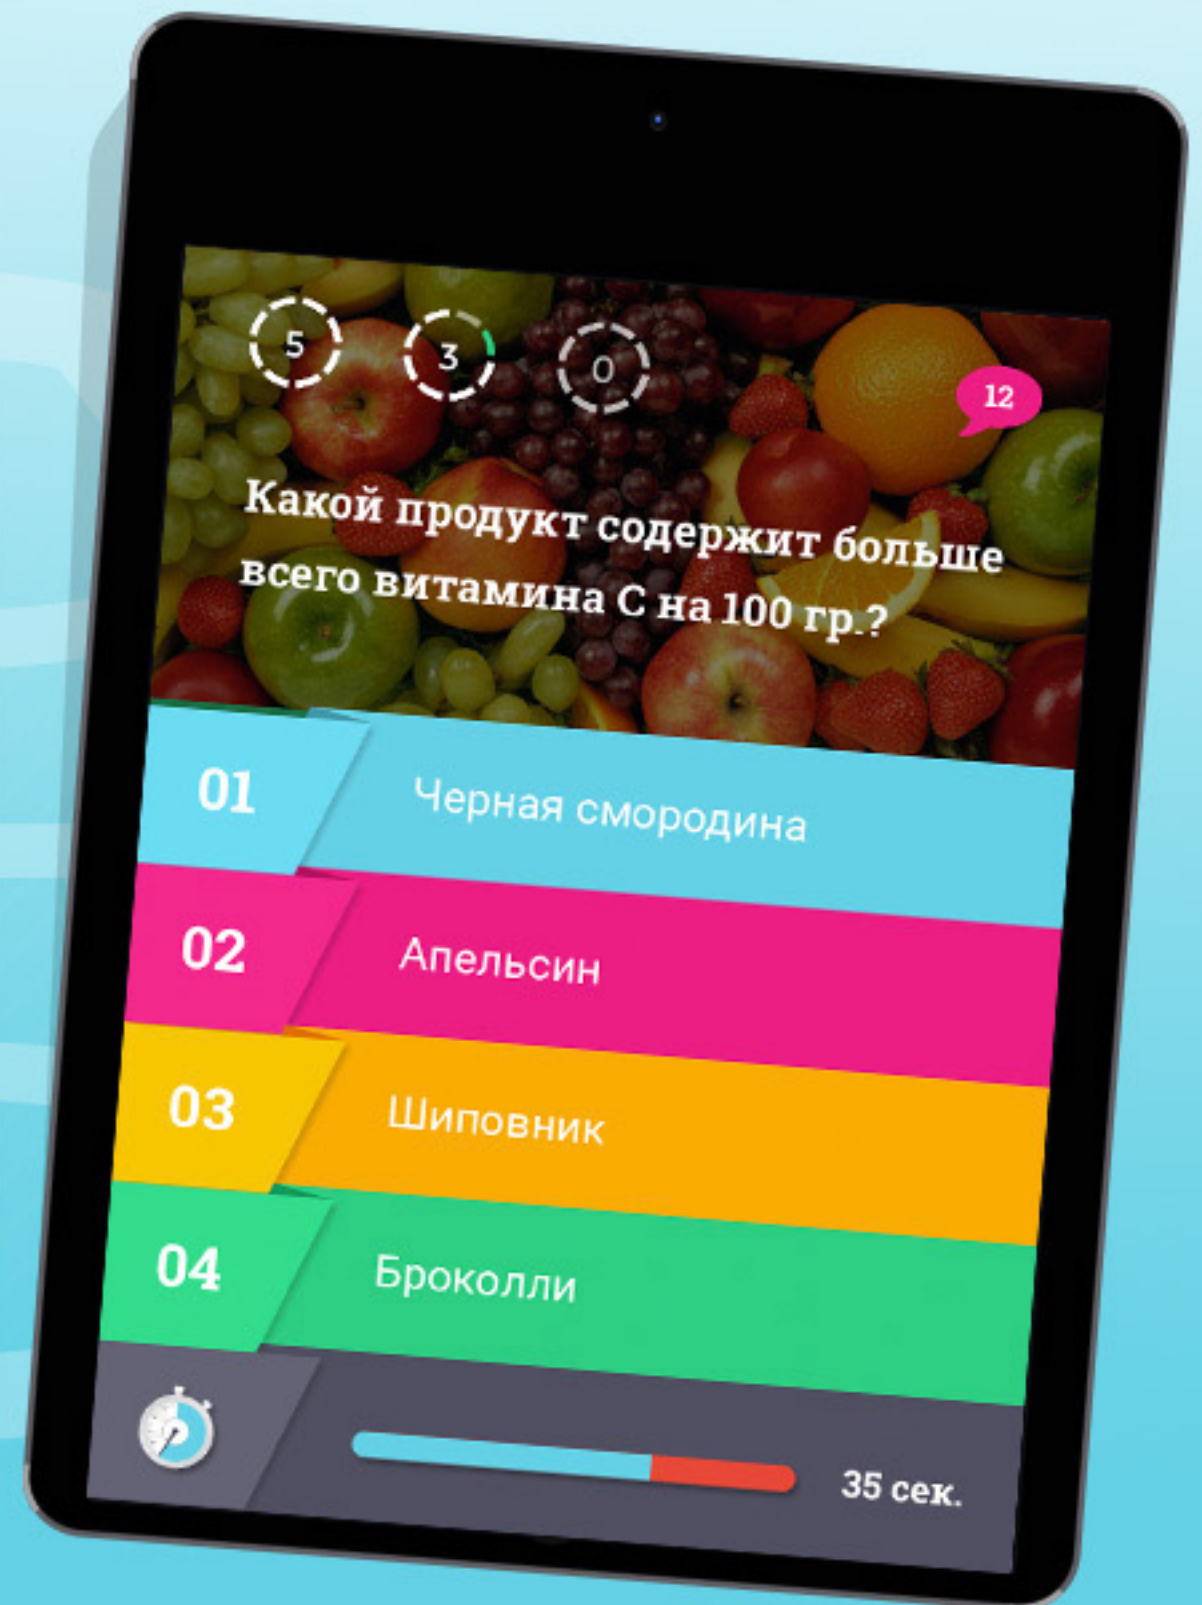 5
3
0
12
Какой продукт содержит больше
всего витамина С на 100 гр.?
01
Черная смородина
02
Апельсин
03
Шиповник
04
Броколли
35 сек.